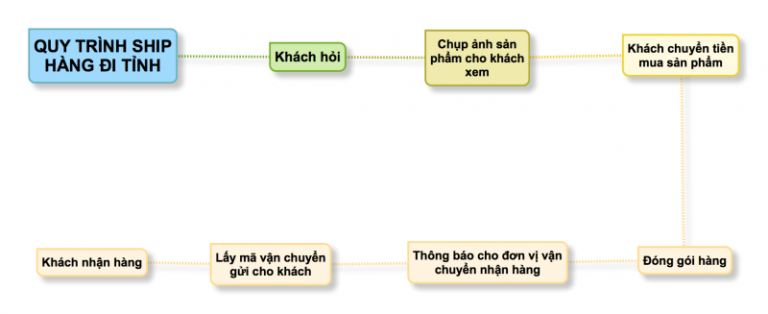 QUY TRÌNH SHIP
HÀNG ĐI TỈNH
Khách hỏi
Chụp ảnh sản
phẩm cho khách
xem
Khách chuyển tiền
mua sản phẩm
Đóng gói hàng
Thông báo cho đơn vị vận
chuyển nhận hàng
Lấy mã vận chuyển
gửi cho khách
Khách nhận hàng